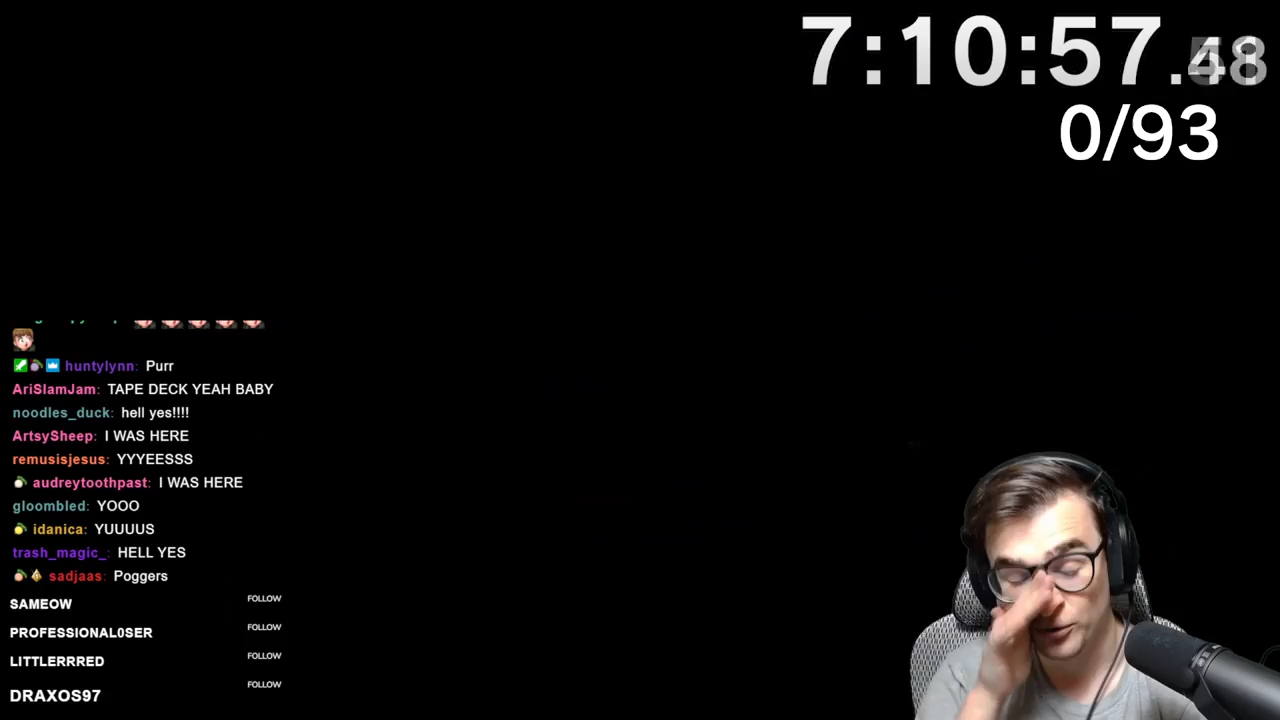 7:10:57
0/93
huntylynn: Purr
AriSlamJam: TAPE DECK YEAH BABY
noodles_duck: hell yes!!!!
ArtsySheep: I WAS HERE
remusisjesus: YYYEESSS
audreytoothpast: I WAS HERE
gloombled: YOOO
idanica: YUUUUS
trash_magic_: HELL YES
sadjaas: Poggers
SAMEOW FOLLOW
PROFESSIONAL0SER FOLLOW
LITTLERRRED FOLLOW
DRAXOS97 FOLLOW